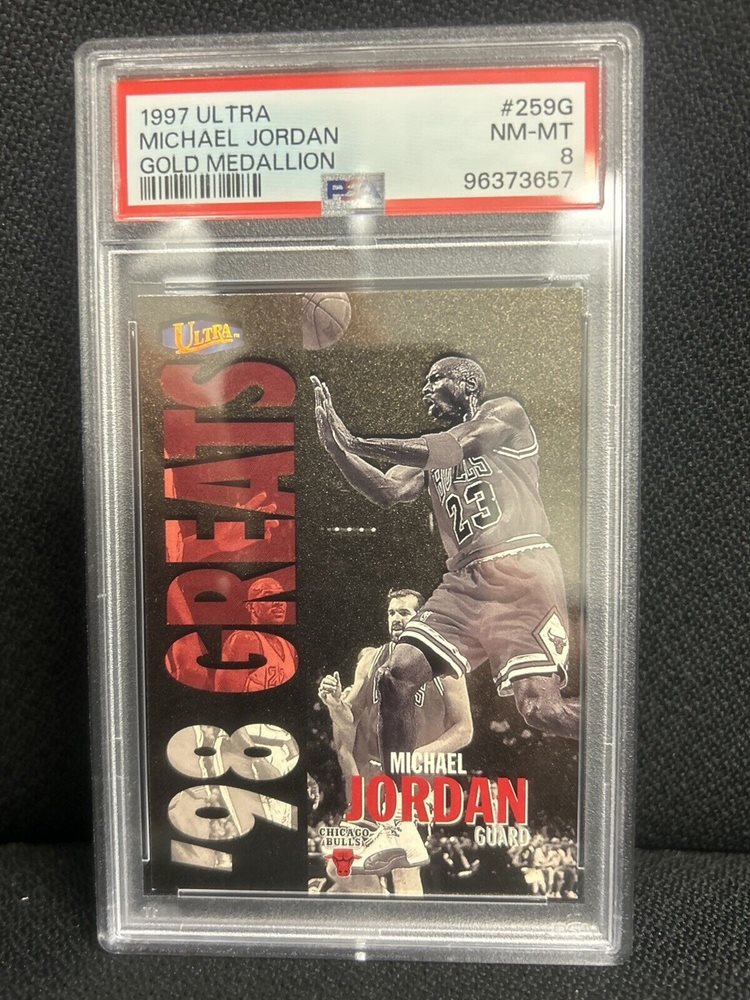 1997 ULTRA
#259G
MICHAEL JORDAN
NM-MT
GOLD MEDALLION
8
PSA
96373657
ULTRA
'98 GREATS
BULLS
23
MICHAEL
JORDAN
GUARD
CHICAGO
BULLS